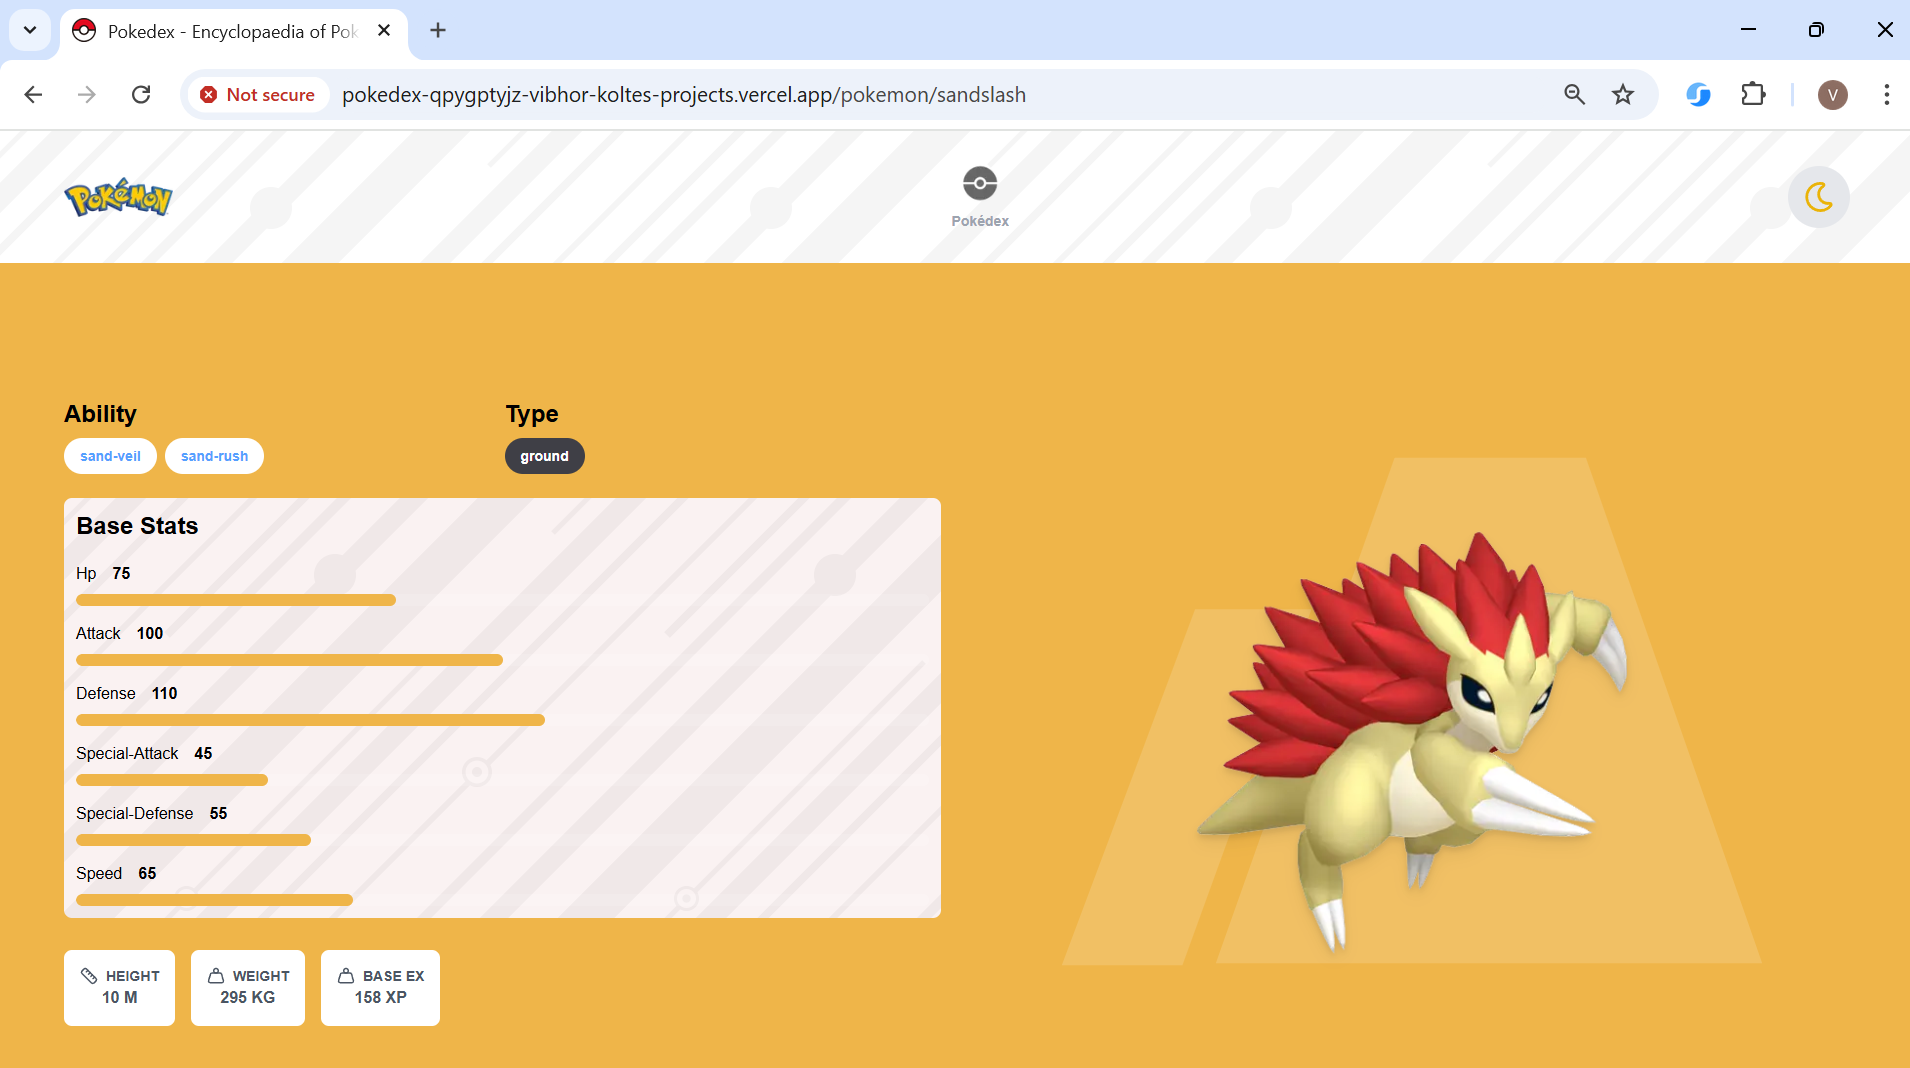 Pokedex - Encyclopaedia of Pok
Not secure
pokedex-qpygptyjz-vibhor-koltes-projects.vercel.app/pokemon/sandslash
V
POKéMON
Pokédex
Ability
Type
sand-veil
sand-rush
ground
Base Stats
Hp 75
Attack 100
Defense 110
Special-Attack 45
Special-Defense 55
Speed 65
HEIGHT
10 M
WEIGHT
295 KG
BASE EX
158 XP